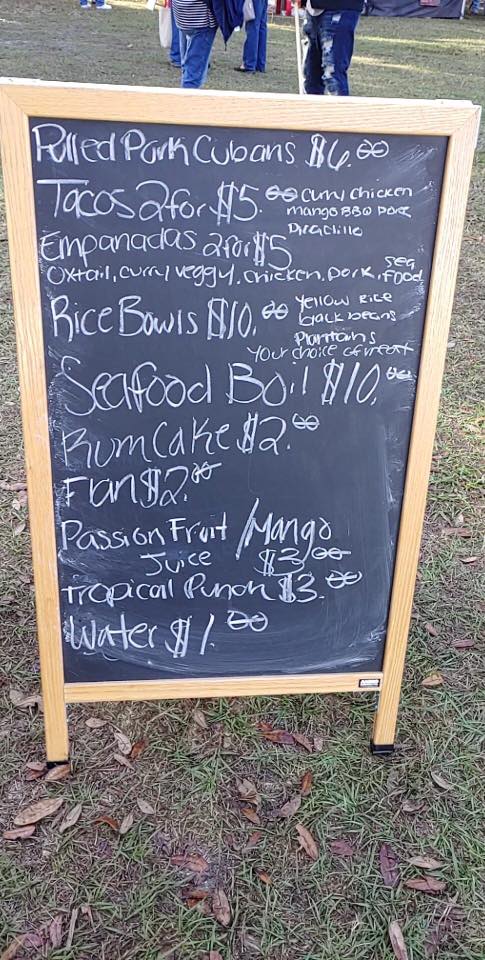 Pulled Pork Cubans $6.00
Tacos 2 for $5.00 Curry Chicken
mango BBQ Pork
Picadillo
Empanadas 2 for $5
Oxtail, curry veggy, chicken, pork, sea food
Rice Bowls $10.00 Yellow Rice
black beans
Plantains
Your choice of meat
Seafood Boil $10.00
Rum Cake $2.00
Flan $2.00
Passion Fruit / Mango
Juice $3.00
Tropical Punch $3.00
Water $1.00